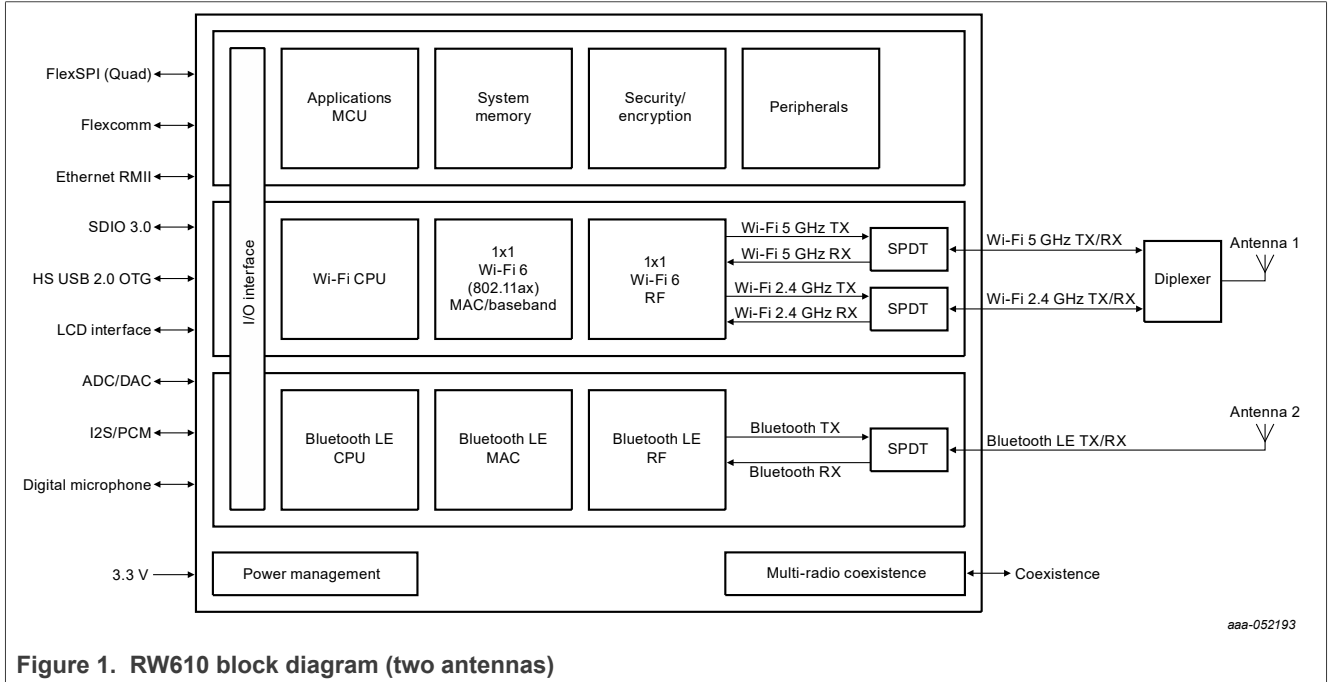 FlexSPI (Quad)
Flexcomm
Ethernet RMII
SDIO 3.0
HS USB 2.0 OTG
LCD interface
ADC/DAC
I2S/PCM
Digital microphone
3.3 V
I/O interface
Applications
MCU
System
memory
Security/
encryption
Peripherals
Wi-Fi CPU
1x1
Wi-Fi 6
(802.11ax)
MAC/baseband
1x1
Wi-Fi 6
RF
Wi-Fi 5 GHz TX
Wi-Fi 5 GHz RX
Wi-Fi 2.4 GHz TX
Wi-Fi 2.4 GHz RX
SPDT
SPDT
Wi-Fi 5 GHz TX/RX
Wi-Fi 2.4 GHz TX/RX
Diplexer
Antenna 1
Bluetooth LE
CPU
Bluetooth LE
MAC
Bluetooth LE
RF
Bluetooth TX
Bluetooth RX
SPDT
Bluetooth LE TX/RX
Antenna 2
Power management
Multi-radio coexistence
Coexistence
aaa-052193
Figure 1. RW610 block diagram (two antennas)